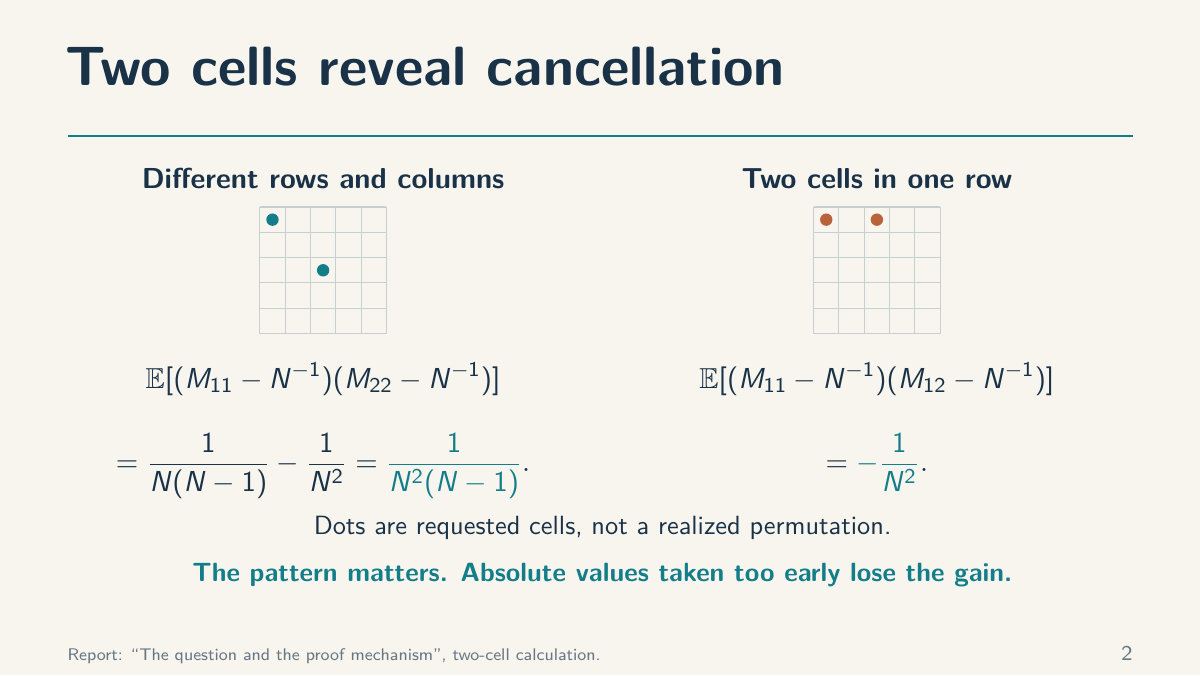 Two cells reveal cancellation
Different rows and columns
𝔼[(M₁₁ − N⁻¹)(M₂₂ − N⁻¹)]
= 1/(N(N − 1)) − 1/N² = 1/(N²(N − 1)).
Two cells in one row
𝔼[(M₁₁ − N⁻¹)(M₁₂ − N⁻¹)]
= −1/N².
Dots are requested cells, not a realized permutation.
The pattern matters. Absolute values taken too early lose the gain.
Report: “The question and the proof mechanism”, two-cell calculation.
2